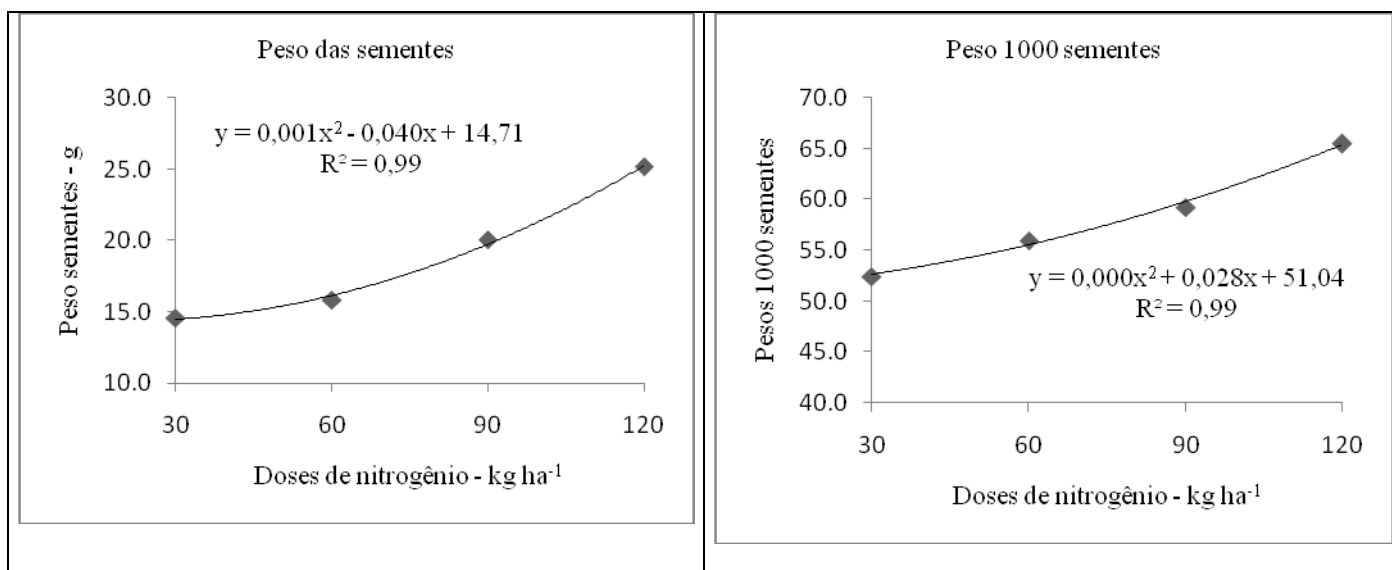 Peso das sementes
30.0
25.0
20.0
15.0
10.0
Peso sementes - g
y = 0,001x² - 0,040x + 14,71
R² = 0,99
30 60 90 120
Doses de nitrogênio - kg ha⁻¹
Peso 1000 sementes
70.0
65.0
60.0
55.0
50.0
45.0
40.0
Pesos 1000 sementes
y = 0,000x² + 0,028x + 51,04
R² = 0,99
30 60 90 120
Doses de nitrogênio - kg ha⁻¹